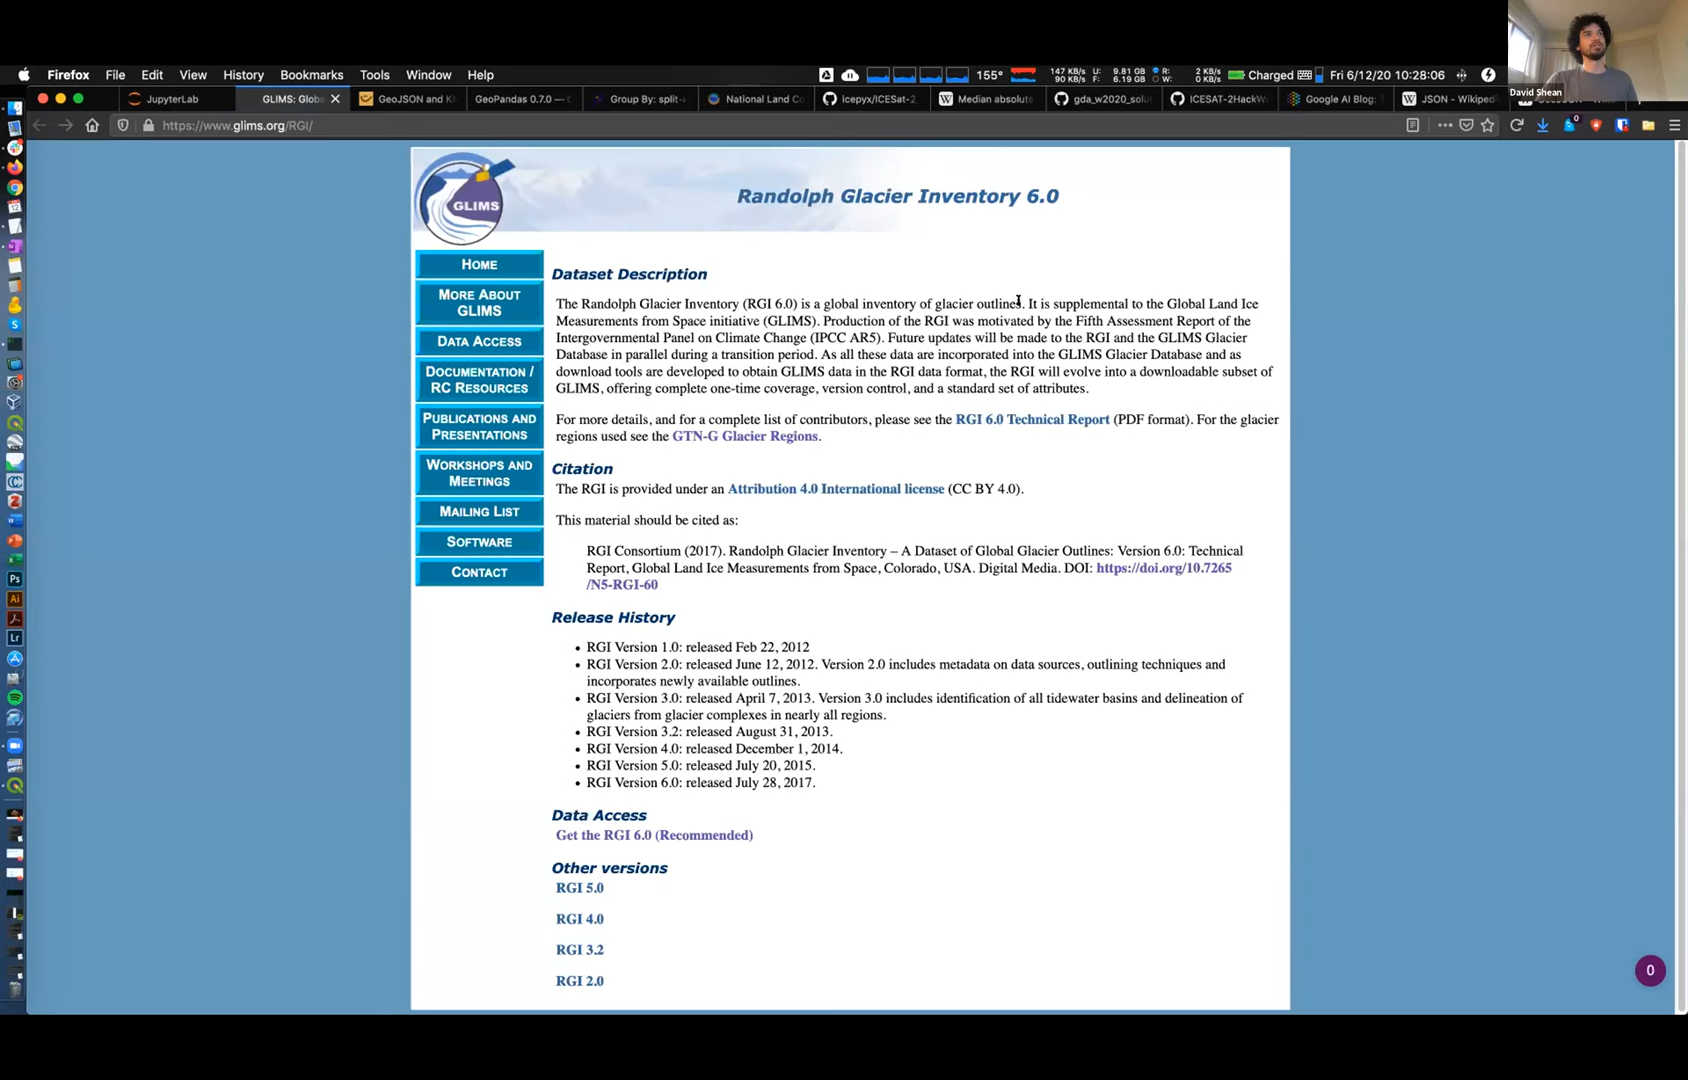 Firefox File Edit View History Bookmarks Tools Window Help
155° 147 KB/s 90 KB/s U: 9.81 GB F: 6.19 GB R: W: 2 KB/s 0 KB/s Charged Fri 6/12/20 10:28:06
David Shean
JupyterLab
GLIMS: Globa
GeoJSON and K
GeoPandas 0.7.0 —
Group By: split-
National Land Co
icepyx/ICESat-2
Median absolute
gda_w2020_solu
ICESAT-2HackW
Google AI Blog:
JSON - Wikipedi
https://www.glims.org/RGI/
GLIMS
Randolph Glacier Inventory 6.0
HOME
MORE ABOUT
GLIMS
DATA ACCESS
DOCUMENTATION /
RC RESOURCES
PUBLICATIONS AND
PRESENTATIONS
WORKSHOPS AND
MEETINGS
MAILING LIST
SOFTWARE
CONTACT
Dataset Description
The Randolph Glacier Inventory (RGI 6.0) is a global inventory of glacier outlines. It is supplemental to the Global Land Ice
Measurements from Space initiative (GLIMS). Production of the RGI was motivated by the Fifth Assessment Report of the
Intergovernmental Panel on Climate Change (IPCC AR5). Future updates will be made to the RGI and the GLIMS Glacier
Database in parallel during a transition period. As all these data are incorporated into the GLIMS Glacier Database and as
download tools are developed to obtain GLIMS data in the RGI data format, the RGI will evolve into a downloadable subset of
GLIMS, offering complete one-time coverage, version control, and a standard set of attributes.
For more details, and for a complete list of contributors, please see the RGI 6.0 Technical Report (PDF format). For the glacier
regions used see the GTN-G Glacier Regions.
Citation
The RGI is provided under an Attribution 4.0 International license (CC BY 4.0).
This material should be cited as:
RGI Consortium (2017). Randolph Glacier Inventory – A Dataset of Global Glacier Outlines: Version 6.0: Technical
Report, Global Land Ice Measurements from Space, Colorado, USA. Digital Media. DOI: https://doi.org/10.7265
/N5-RGI-60
Release History
• RGI Version 1.0: released Feb 22, 2012
• RGI Version 2.0: released June 12, 2012. Version 2.0 includes metadata on data sources, outlining techniques and
incorporates newly available outlines.
• RGI Version 3.0: released April 7, 2013. Version 3.0 includes identification of all tidewater basins and delineation of
glaciers from glacier complexes in nearly all regions.
• RGI Version 3.2: released August 31, 2013.
• RGI Version 4.0: released December 1, 2014.
• RGI Version 5.0: released July 20, 2015.
• RGI Version 6.0: released July 28, 2017.
Data Access
Get the RGI 6.0 (Recommended)
Other versions
RGI 5.0
RGI 4.0
RGI 3.2
RGI 2.0
0